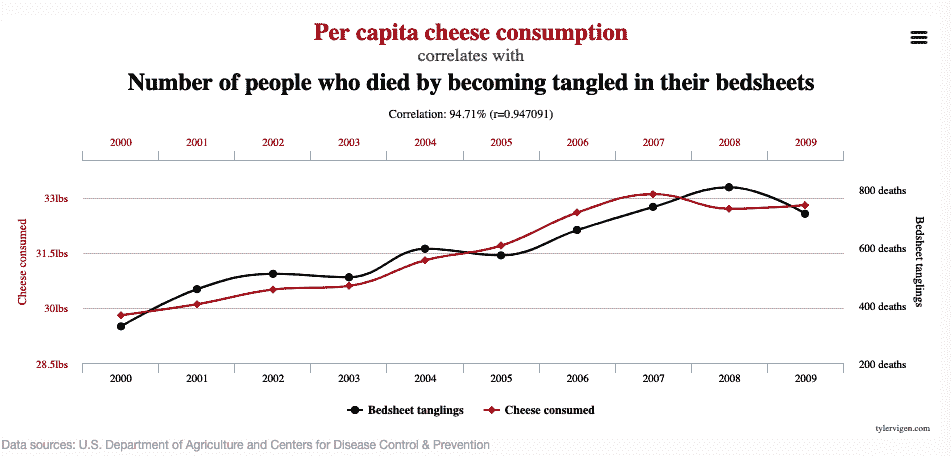 Per capita cheese consumption
correlates with
Number of people who died by becoming tangled in their bedsheets
Correlation: 94.71% (r=0.947091)
2000 2001 2002 2003 2004 2005 2006 2007 2008 2009
Cheese consumed
33lbs
31.5lbs
30lbs
28.5lbs
800 deaths
600 deaths
400 deaths
200 deaths
Bedsheet tanglings
2000 2001 2002 2003 2004 2005 2006 2007 2008 2009
Bedsheet tanglings Cheese consumed
tylervigen.com
Data sources: U.S. Department of Agriculture and Centers for Disease Control & Prevention